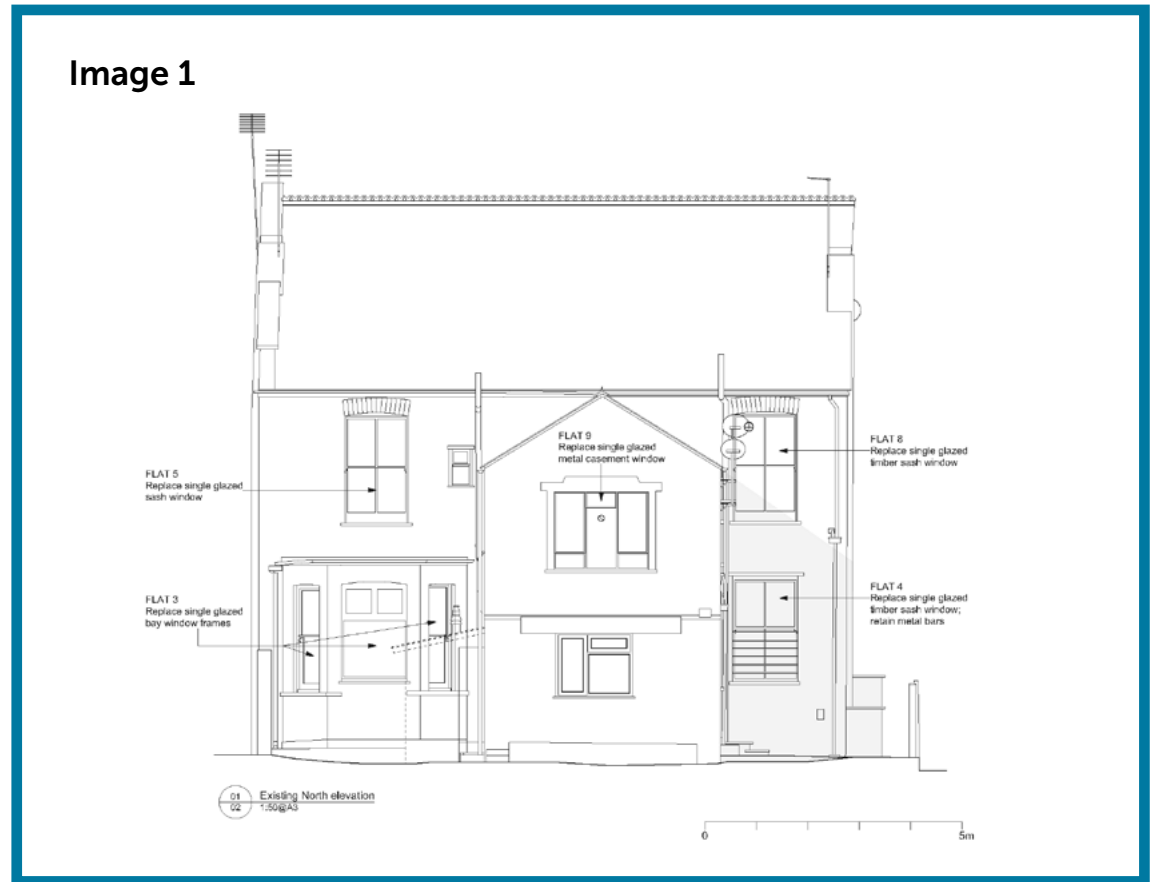 Image 1
FLAT 9
Replace single glazed
metal casement window
FLAT 8
Replace single glazed
timber sash window
FLAT 5
Replace single glazed
sash window
FLAT 4
Replace single glazed
timber sash window;
retain metal bars
FLAT 3
Replace single glazed
bay window frames
01
02
Existing North elevation
1:50@A3
0
5m